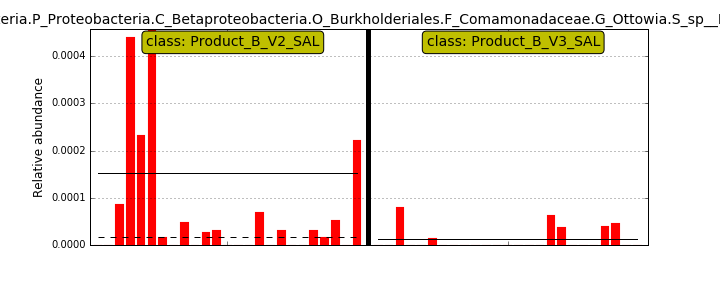 eria.P_Proteobacteria.C_Betaproteobacteria.O_Burkholderiales.F_Comamonadaceae.G_Ottowia.S_sp__
class: Product_B_V2_SAL
class: Product_B_V3_SAL
Relative abundance
0.0004
0.0003
0.0002
0.0001
0.0000